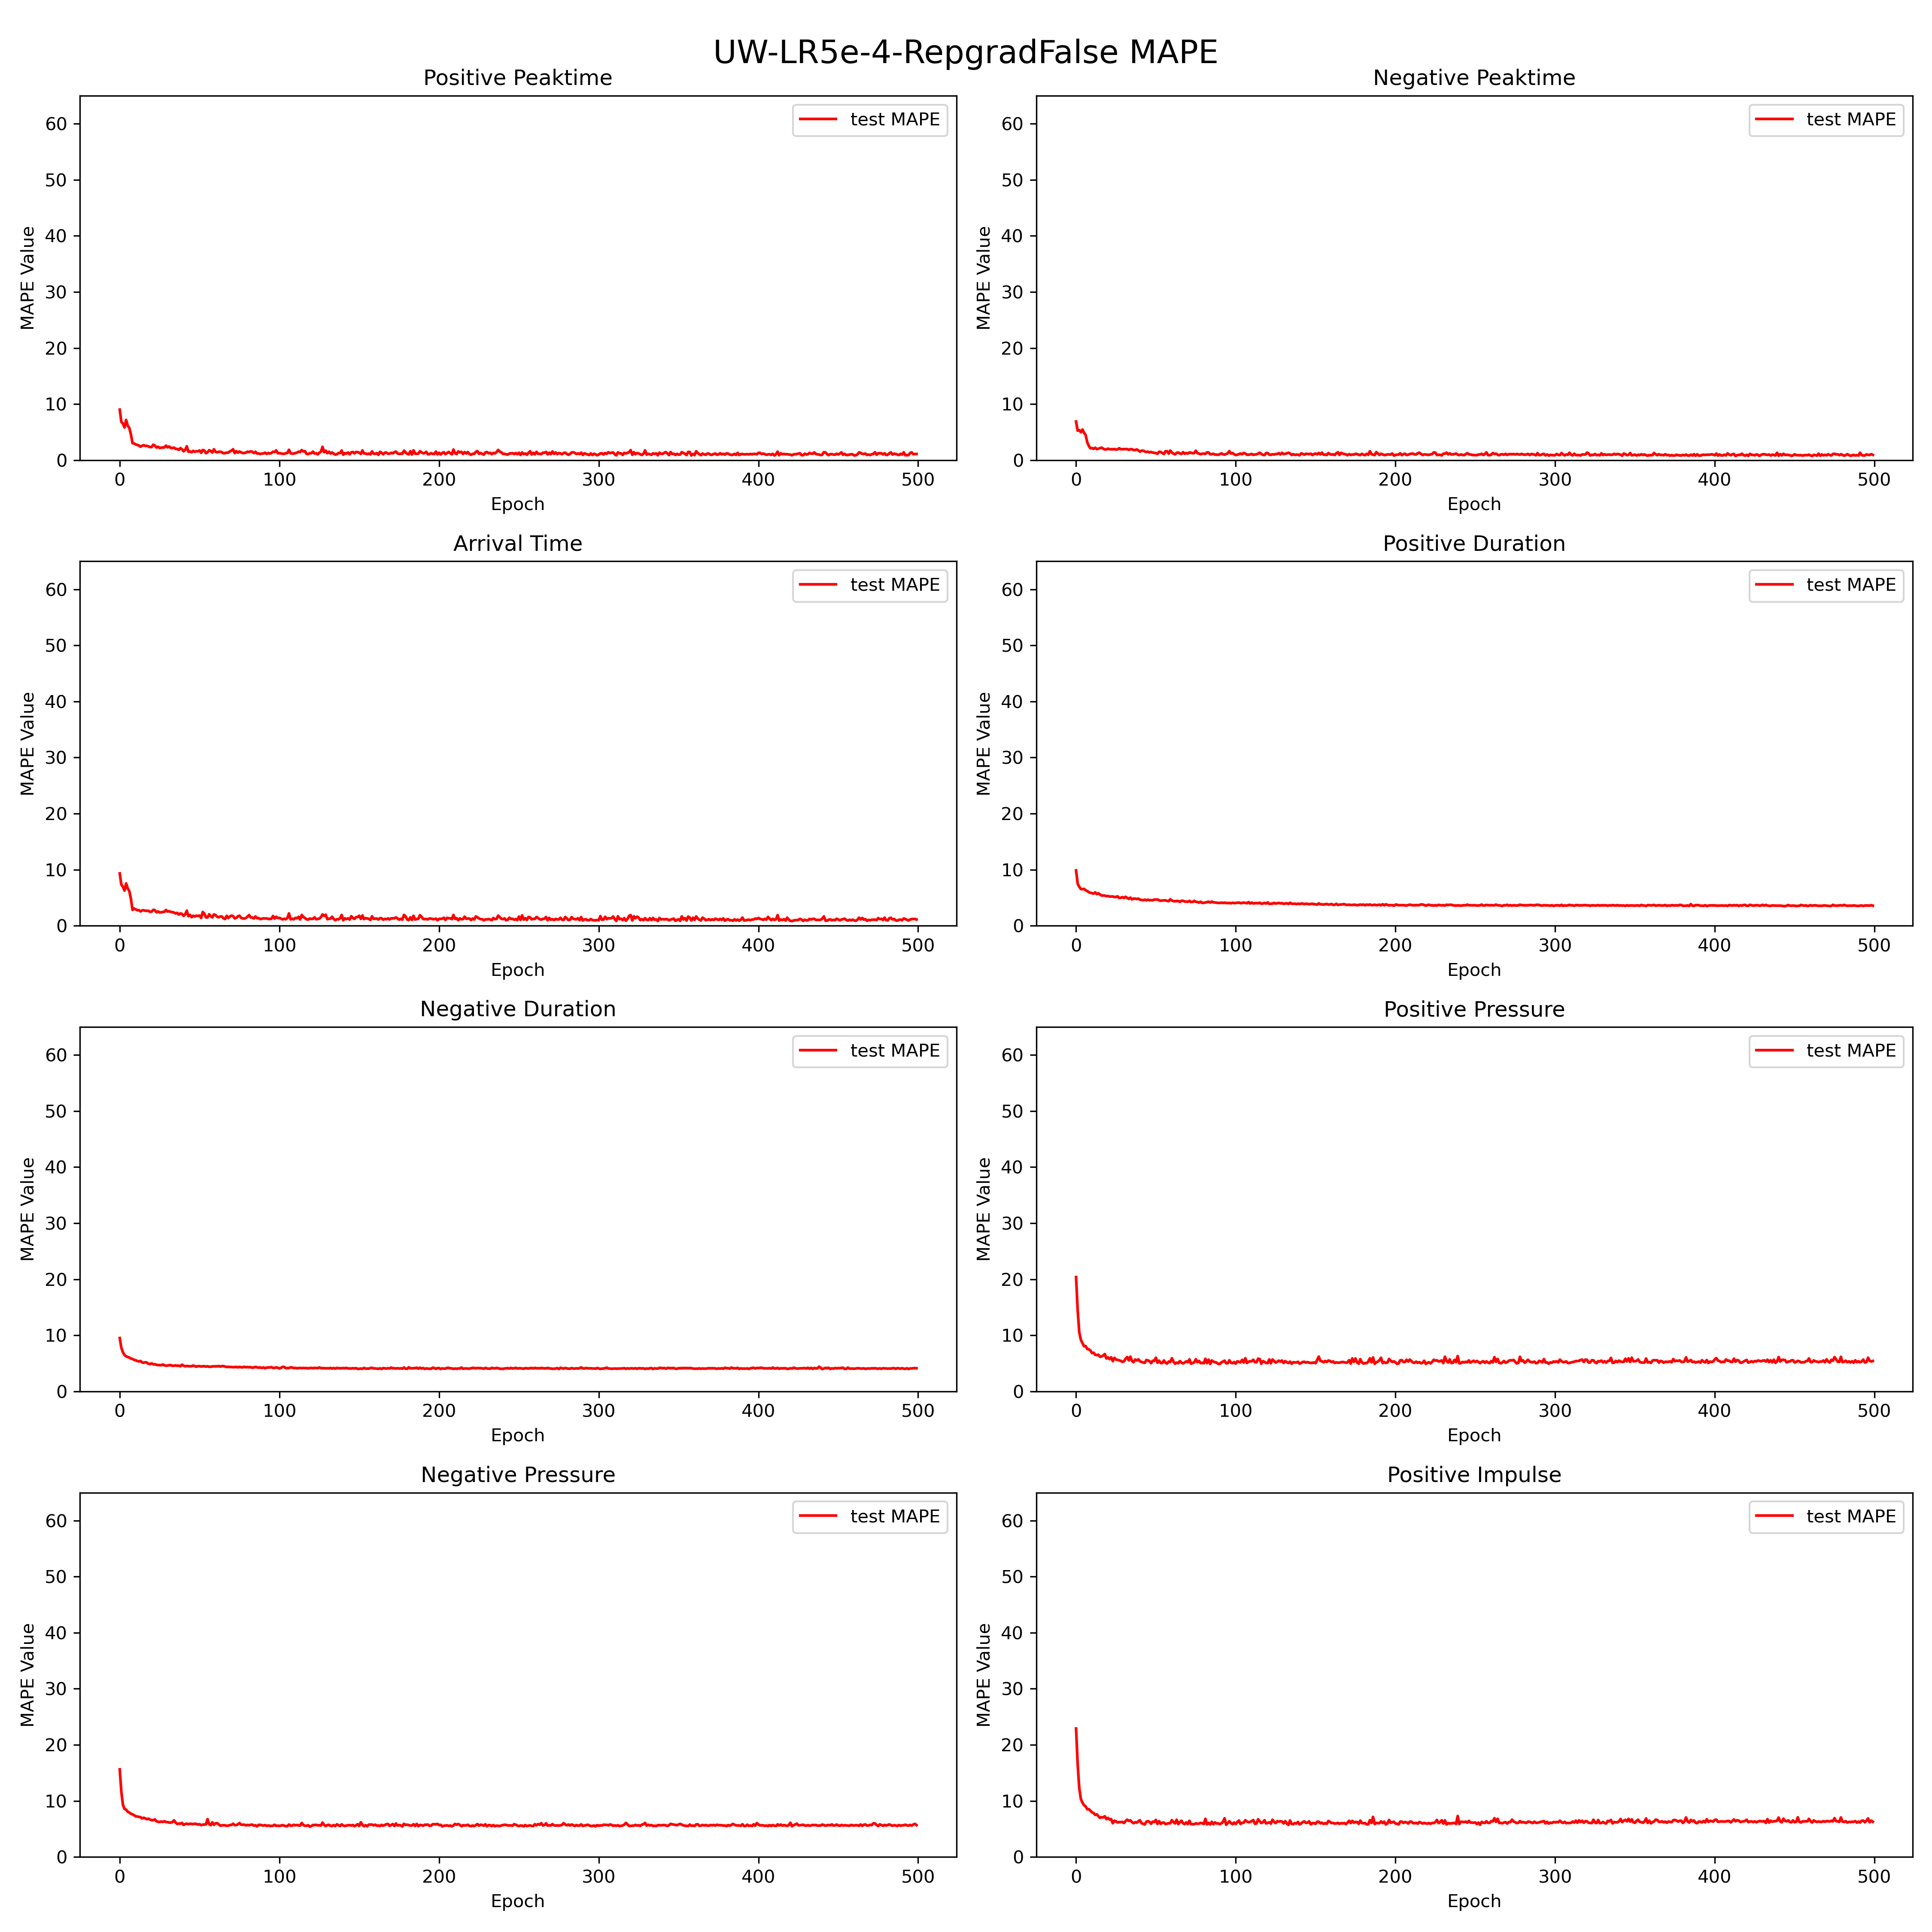 UW-LR5e-4-RepgradFalse MAPE
Positive Peaktime
test MAPE
MAPE Value
60
50
40
30
20
10
0
0 100 200 300 400 500
Epoch
Negative Peaktime
test MAPE
MAPE Value
60
50
40
30
20
10
0
0 100 200 300 400 500
Epoch
Arrival Time
test MAPE
MAPE Value
60
50
40
30
20
10
0
0 100 200 300 400 500
Epoch
Positive Duration
test MAPE
MAPE Value
60
50
40
30
20
10
0
0 100 200 300 400 500
Epoch
Negative Duration
test MAPE
MAPE Value
60
50
40
30
20
10
0
0 100 200 300 400 500
Epoch
Positive Pressure
test MAPE
MAPE Value
60
50
40
30
20
10
0
0 100 200 300 400 500
Epoch
Negative Pressure
test MAPE
MAPE Value
60
50
40
30
20
10
0
0 100 200 300 400 500
Epoch
Positive Impulse
test MAPE
MAPE Value
60
50
40
30
20
10
0
0 100 200 300 400 500
Epoch